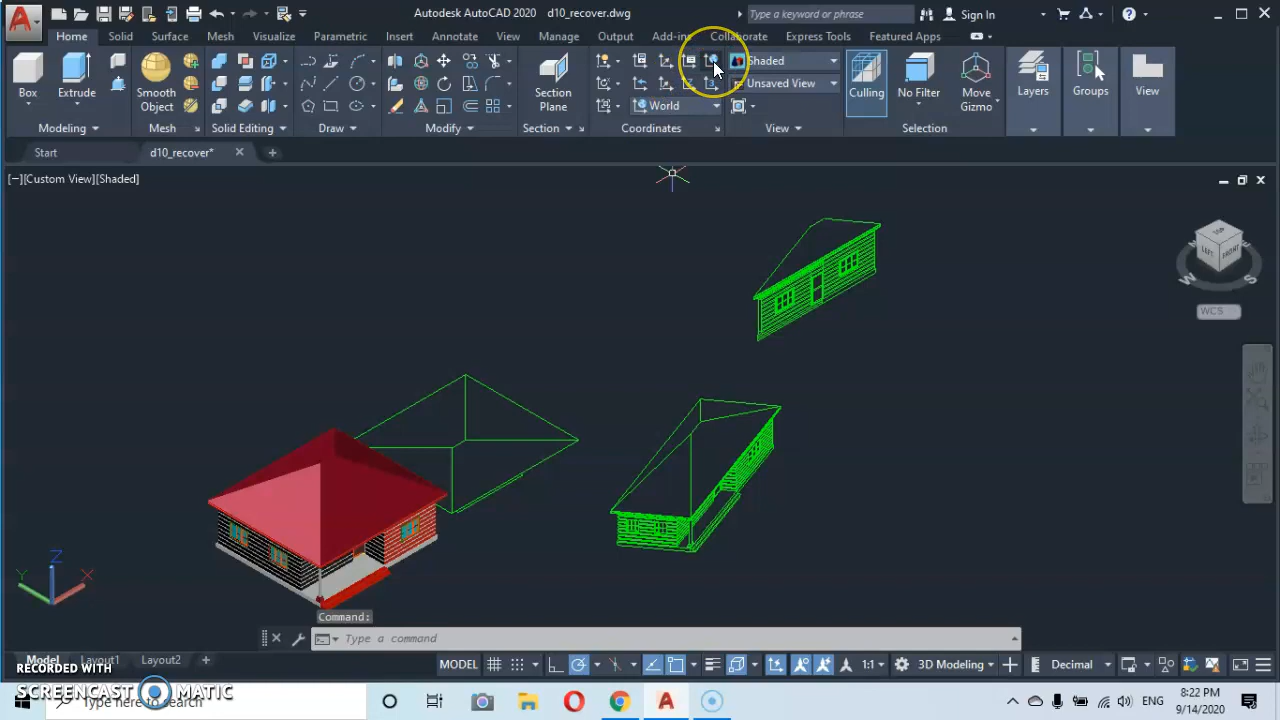 Autodesk AutoCAD 2020 d10_recover.dwg
Type a keyword or phrase
Sign In
Home Solid Surface Mesh Visualize Parametric Insert Annotate View Manage Output Add-ins Collaborate Express Tools Featured Apps
Box
Extrude
Smooth
Object
Section
Plane
World
Shaded
Unsaved View
Culling
No Filter
Move
Gizmo
Layers
Groups
View
Modeling
Mesh
Solid Editing
Draw
Modify
Section
Coordinates
View
Selection
Start
d10_recover*
[−][Custom View][Shaded]
TOP
LEFT
FRONT
W
S
WCS
Z
Y
X
Command:
Type a command
Model
Layout1
Layout2
MODEL
1:1
3D Modeling
Decimal
RECORDED WITH
SCREENCAST MATIC
Type here to search
ENG
8:22 PM
9/14/2020